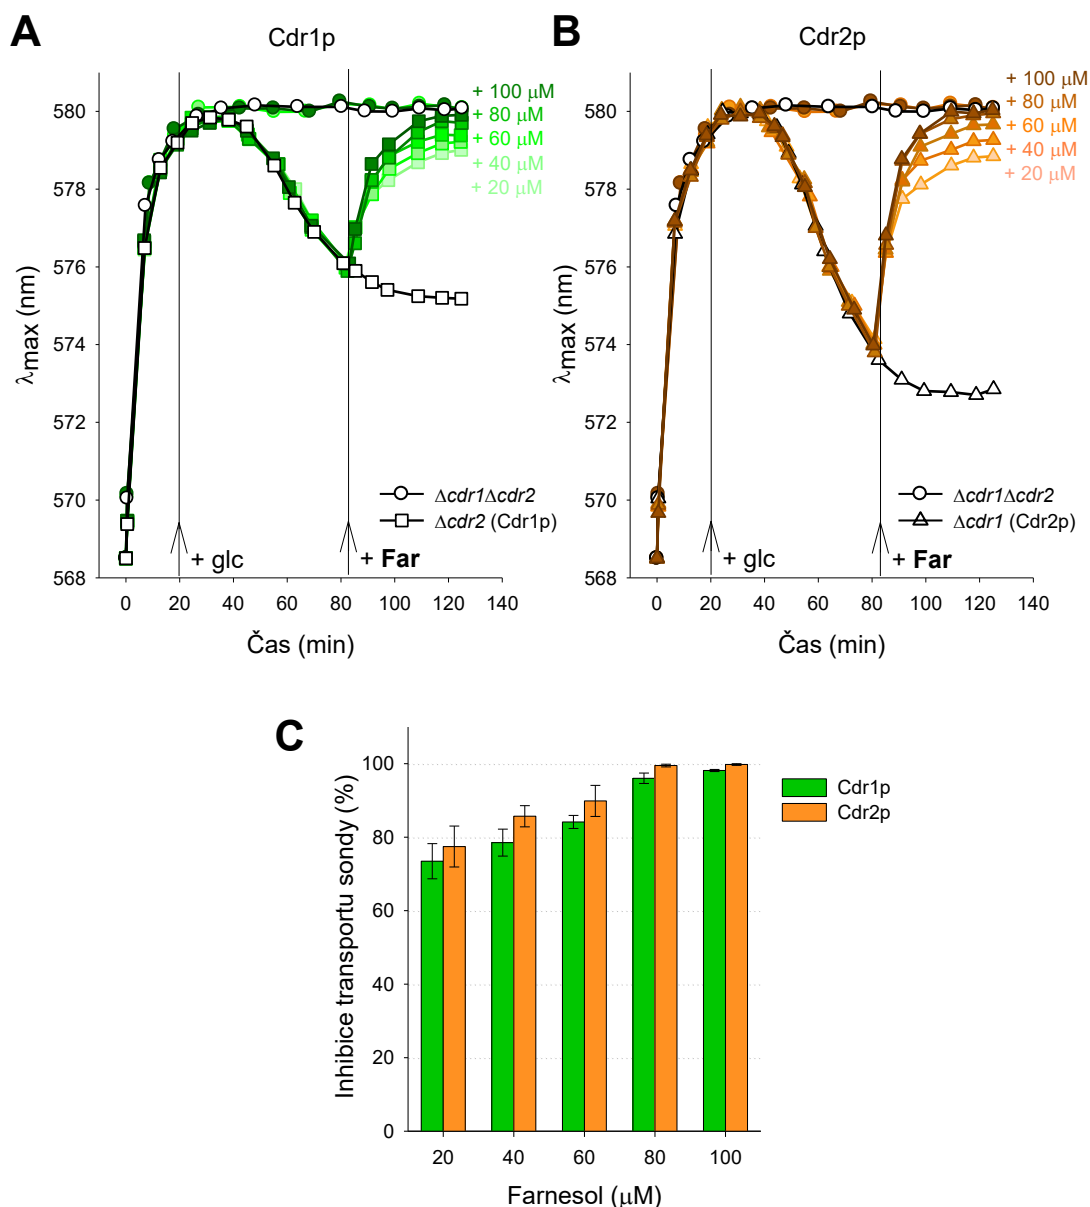 A
Cdr1p
580
578
576
574
572
570
568
λmax (nm)
+ 100 μM
+ 80 μM
+ 60 μM
+ 40 μM
+ 20 μM
Δcdr1Δcdr2
Δcdr2 (Cdr1p)
+ glc
+ Far
0 20 40 60 80 100 120 140
Čas (min)
B
Cdr2p
580
578
576
574
572
570
568
λmax (nm)
+ 100 μM
+ 80 μM
+ 60 μM
+ 40 μM
+ 20 μM
Δcdr1Δcdr2
Δcdr1 (Cdr2p)
+ glc
+ Far
0 20 40 60 80 100 120 140
Čas (min)
C
100
80
60
40
20
0
Inhibice transportu sondy (%)
Cdr1p
Cdr2p
20 40 60 80 100
Farnesol (μM)